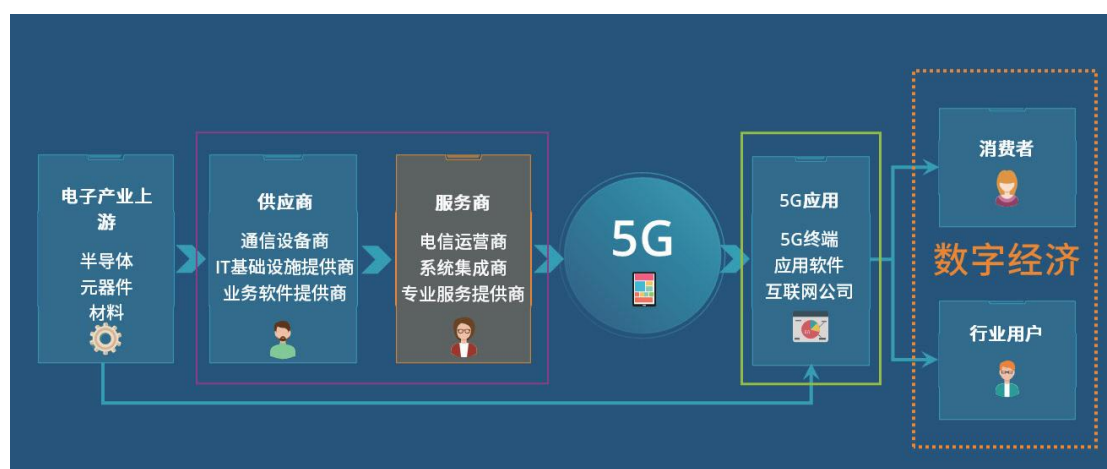 电子产业上
游
半导体
元器件
材料
供应商
通信设备商
IT基础设施提供商
业务软件提供商
服务商
电信运营商
系统集成商
专业服务提供商
5G
5G应用
5G终端
应用软件
互联网公司
消费者
数字经济
行业用户